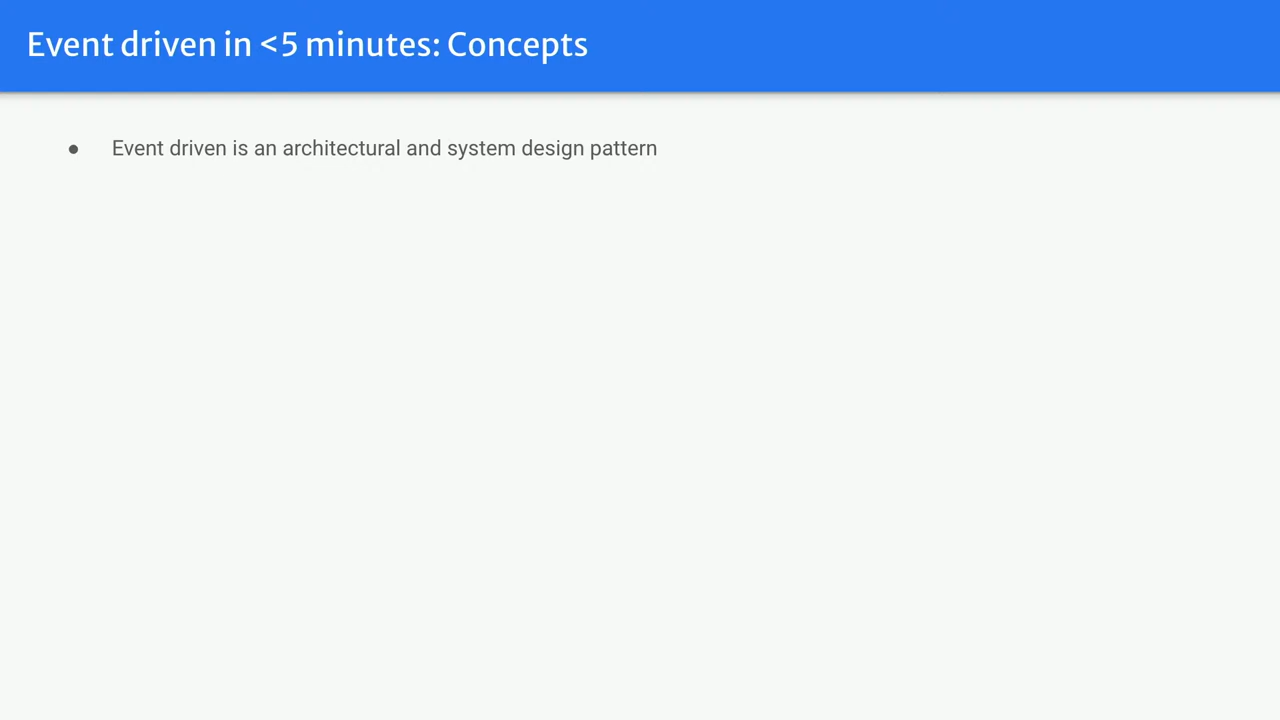 Event driven in <5 minutes: Concepts
● Event driven is an architectural and system design pattern